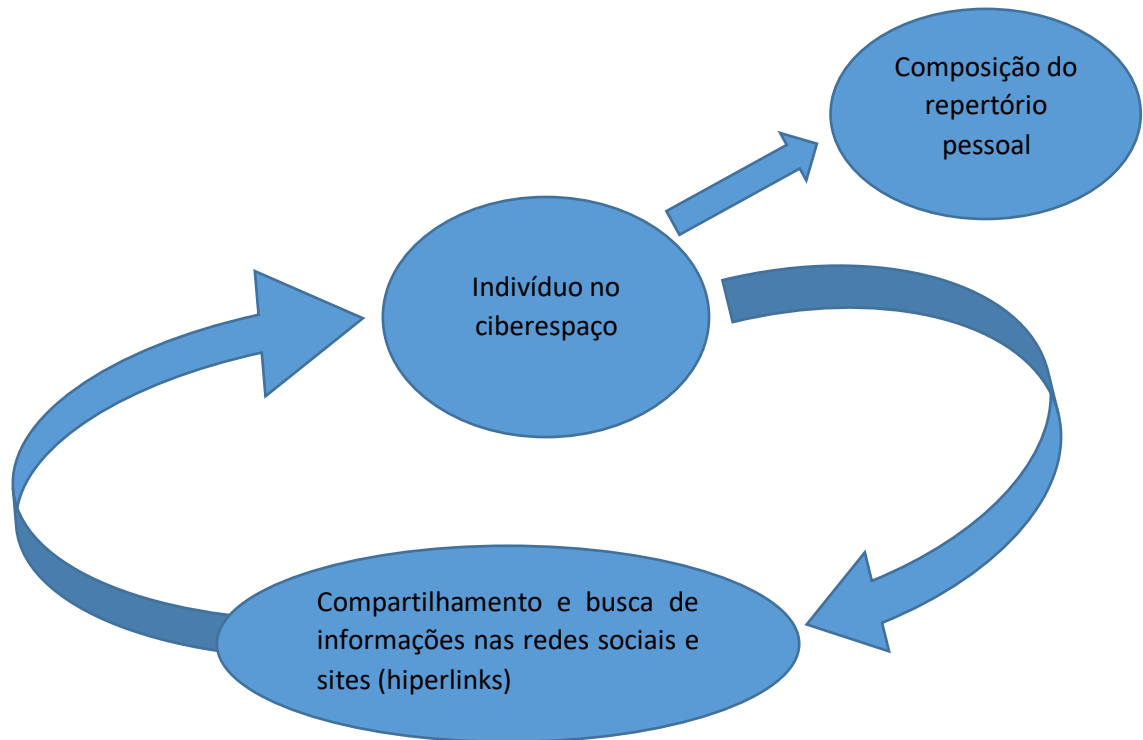 Composição do
repertório
pessoal
Indivíduo no
ciberespaço
Compartilhamento e busca de
informações nas redes sociais e
sites (hiperlinks)